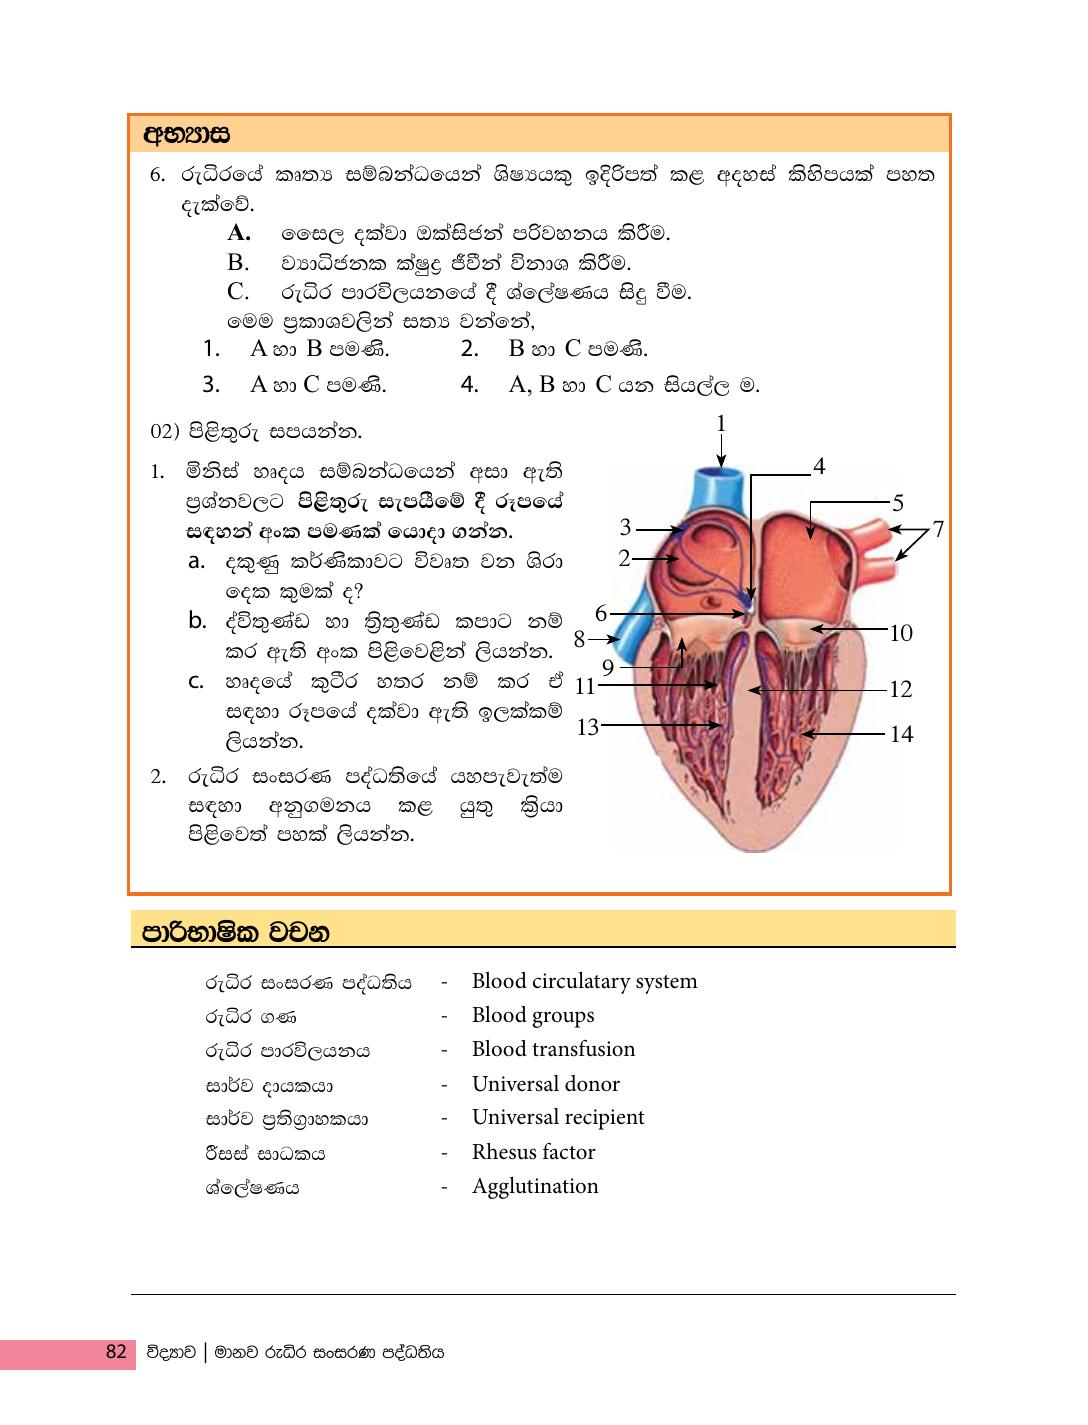 අභ්‍යාස
6. රුධිරයේ කෘත්‍ය සම්බන්ධයෙන් ශිෂ්‍යයකු ඉදිරිපත් කළ අදහස් කිහිපයක් පහත
දැක්වේ.
A. සෛල දක්වා ඔක්සිජන් පරිවහනය කිරීම.
B. ව්‍යාධිජනක ක්ෂුද්‍ර ජීවීන් විනාශ කිරීම.
C. රුධිර පාරවිලයනයේ දී ශ්ලේෂණය සිදු වීම.
මෙම ප්‍රකාශවලින් සත්‍ය වන්නේ,
1. A හා B පමණි. 2. B හා C පමණි.
3. A හා C පමණි. 4. A, B හා C යන සියල්ල ම.
02) පිළිතුරු සපයන්න.
1. මිනිස් හෘදය සම්බන්ධයෙන් අසා ඇති
ප්‍රශ්නවලට පිළිතුරු සැපයීමේ දී රූපයේ
සඳහන් අංක පමණක් යොදා ගන්න.
a. දකුණු කර්ණිකාවට විවෘත වන ශිරා
දෙක කුමක් ද?
b. ද්විතුණ්ඩ හා ත්‍රිතුණ්ඩ කපාට නම්
කර ඇති අංක පිළිවෙළින් ලියන්න.
c. හෘදයේ කුටීර හතර නම් කර ඒ
සඳහා රූපයේ දක්වා ඇති ඉලක්කම්
ලියන්න.
2. රුධිර සංසරණ පද්ධතියේ යහපැවැත්ම
සඳහා අනුගමනය කළ යුතු ක්‍රියා
පිළිවෙත් පහක් ලියන්න.
1
4
5
3
7
2
6
8
10
9
11
12
13
14
පාරිභාෂික වචන
රුධිර සංසරණ පද්ධතිය - Blood circulatary system
රුධිර ගණ - Blood groups
රුධිර පාරවිලයනය - Blood transfusion
සාර්ව දායකයා - Universal donor
සාර්ව ප්‍රතිග්‍රාහකයා - Universal recipient
රීසස් සාධකය - Rhesus factor
ශ්ලේෂණය - Agglutination
82 විද්‍යාව | මානව රුධිර සංසරණ පද්ධතිය